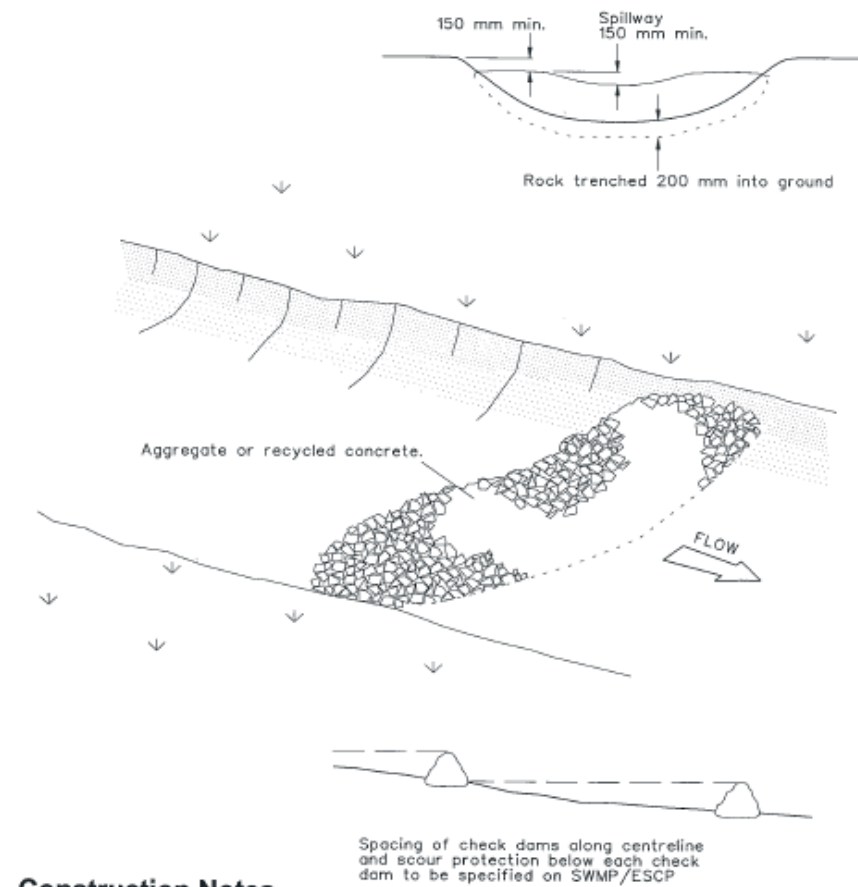 150 mm min.
Spillway
150 mm min.
Rock trenched 200 mm into ground
Aggregate or recycled concrete.
FLOW
Spacing of check dams along centreline
and scour protection below each check
dam to be specified on SWMP/ESCP
Construction Notes